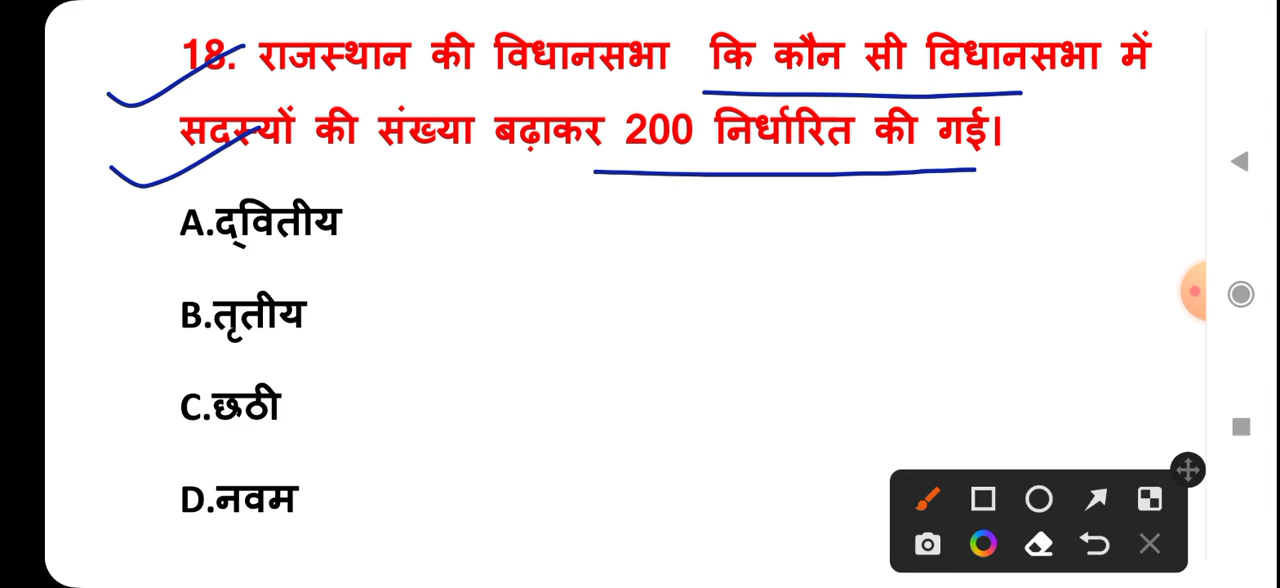 18. राजस्थान की विधानसभा कि कौन सी विधानसभा में
सदस्यों की संख्या बढ़ाकर 200 निर्धारित की गई।
A.द्वितीय
B.तृतीय
C.छठी
D.नवम